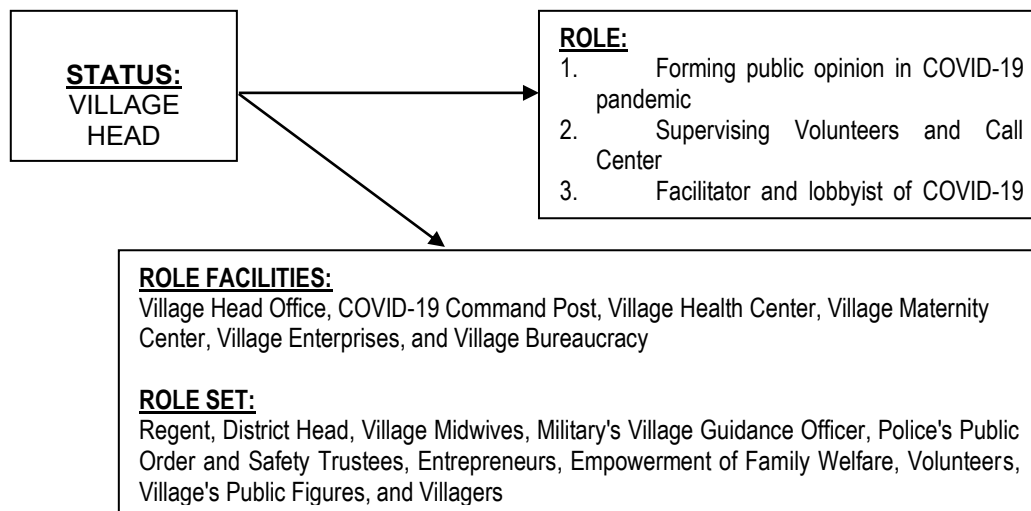 STATUS:
VILLAGE
HEAD
ROLE:
1. Forming public opinion in COVID-19
pandemic
2. Supervising Volunteers and Call
Center
3. Facilitator and lobbyist of COVID-19
ROLE FACILITIES:
Village Head Office, COVID-19 Command Post, Village Health Center, Village Maternity
Center, Village Enterprises, and Village Bureaucracy
ROLE SET:
Regent, District Head, Village Midwives, Military's Village Guidance Officer, Police's Public
Order and Safety Trustees, Entrepreneurs, Empowerment of Family Welfare, Volunteers,
Village's Public Figures, and Villagers